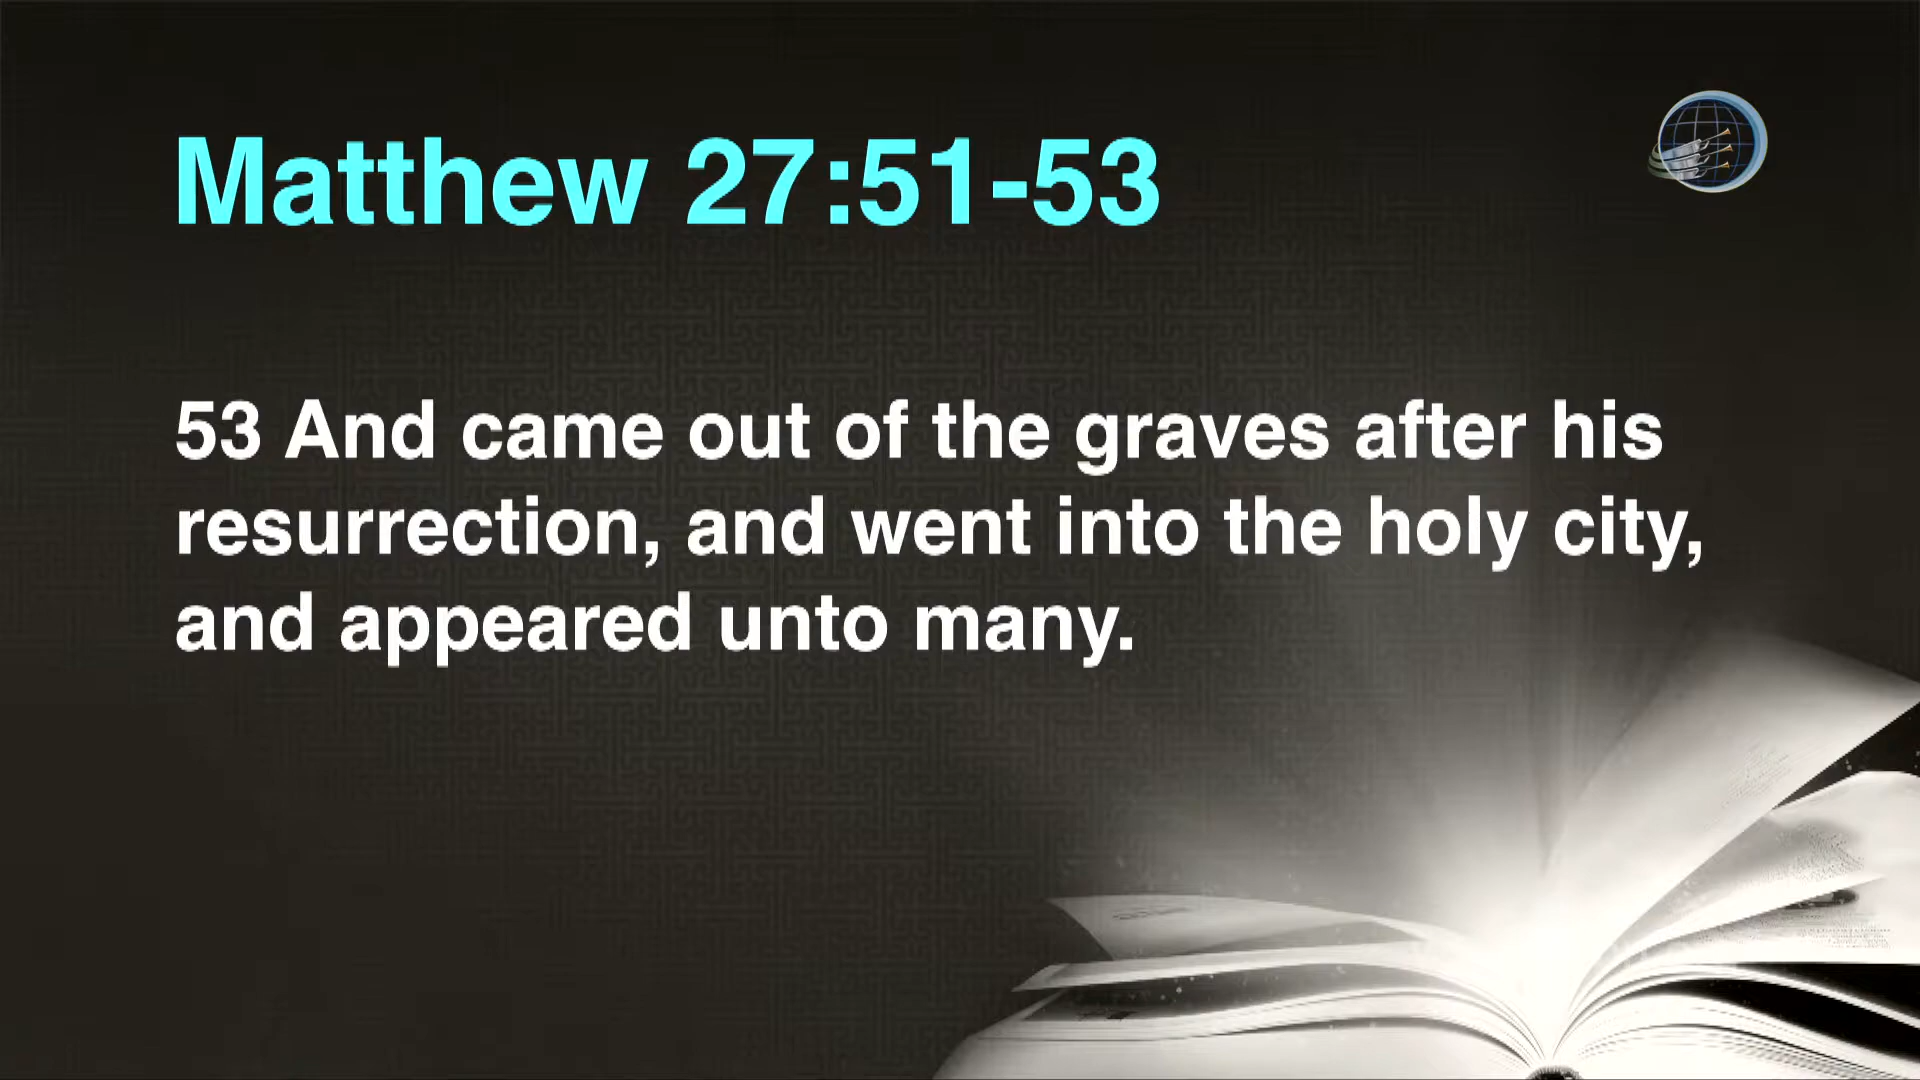 Matthew 27:51-53
53 And came out of the graves after his
resurrection, and went into the holy city,
and appeared unto many.